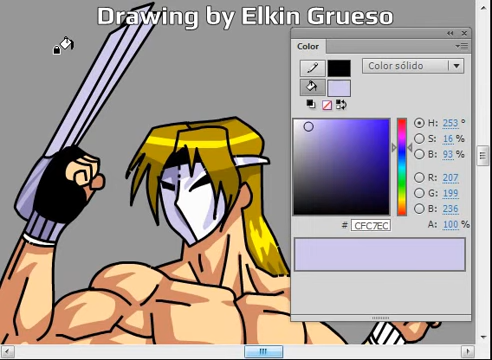 Drawing by Elkin Grueso
Color
Color sólido
H: 253 °
S: 16 %
B: 93 %
R: 207
G: 199
B: 236
# CFC7EC
A: 100 %